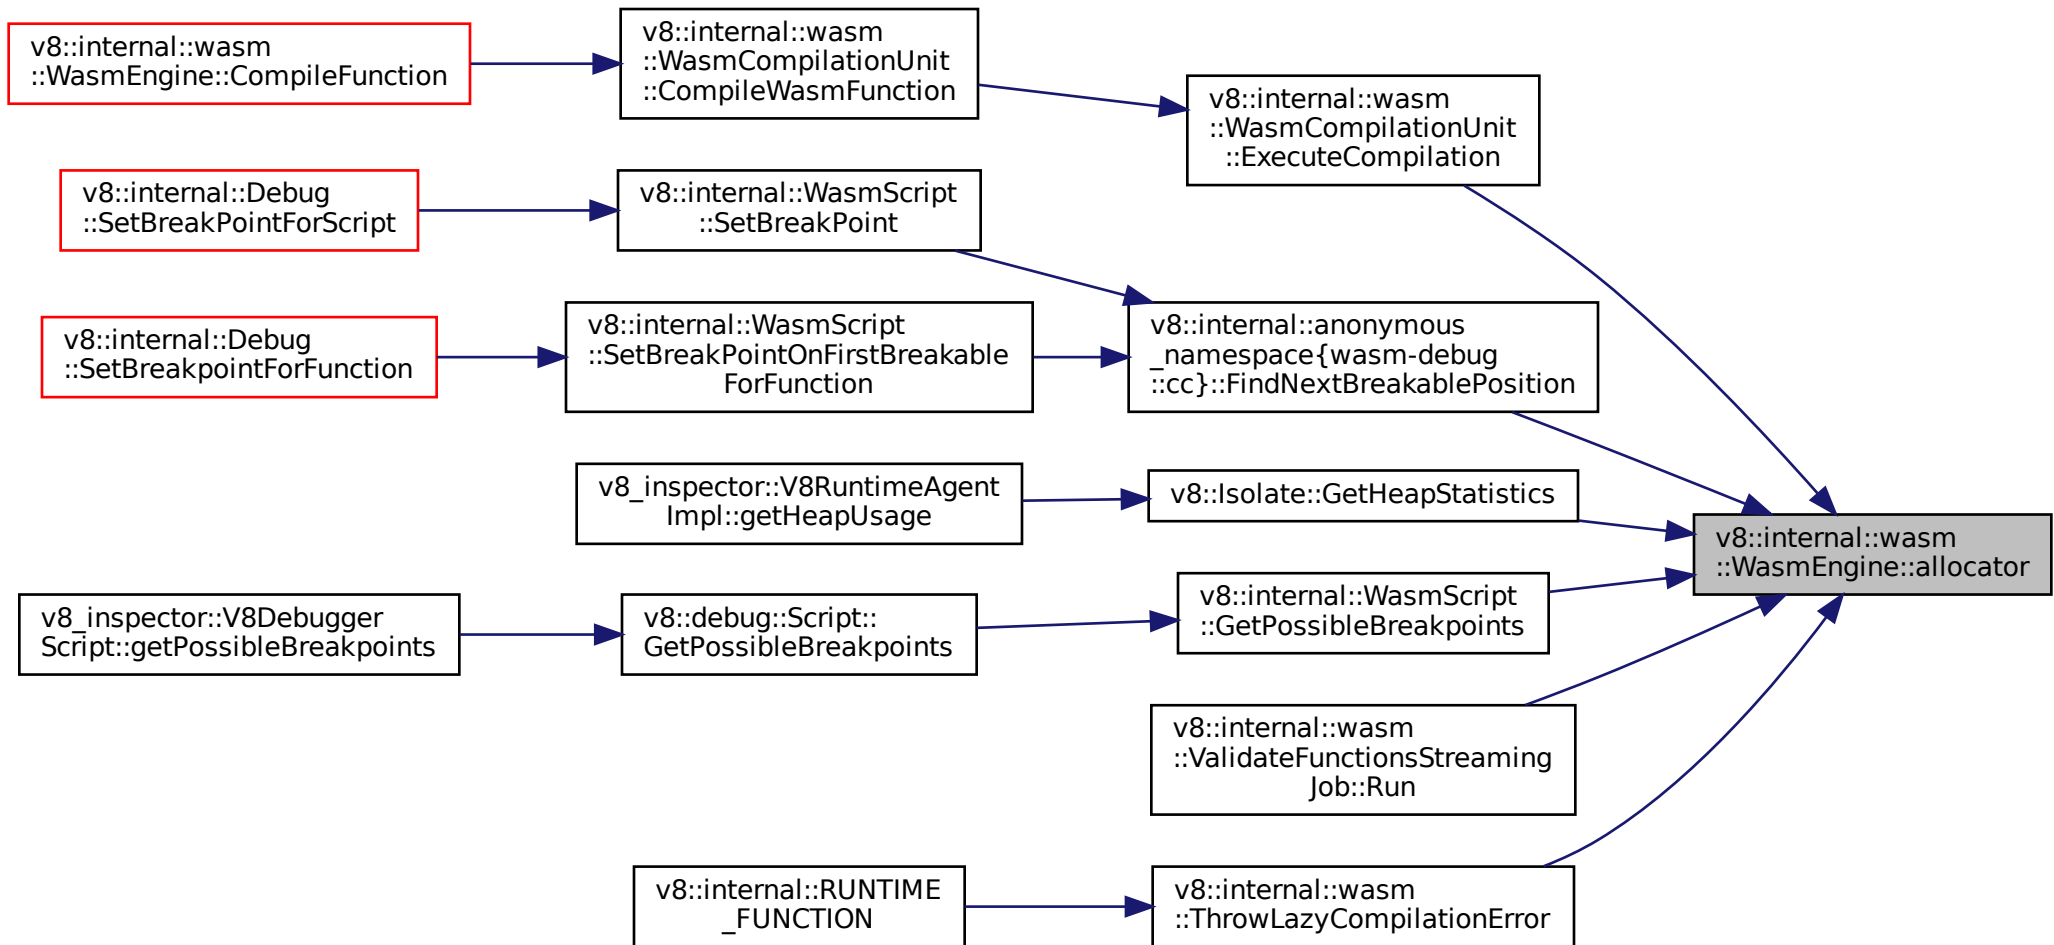 v8::internal::wasm
::WasmEngine::CompileFunction
v8::internal::wasm
::WasmCompilationUnit
::CompileWasmFunction
v8::internal::wasm
::WasmCompilationUnit
::ExecuteCompilation
v8::internal::Debug
::SetBreakPointForScript
v8::internal::WasmScript
::SetBreakPoint
v8::internal::Debug
::SetBreakpointForFunction
v8::internal::WasmScript
::SetBreakPointOnFirstBreakable
ForFunction
v8::internal::anonymous
_namespace{wasm-debug
::cc}::FindNextBreakablePosition
v8_inspector::V8RuntimeAgent
Impl::getHeapUsage
v8::Isolate::GetHeapStatistics
v8::internal::wasm
::WasmEngine::allocator
v8_inspector::V8Debugger
Script::getPossibleBreakpoints
v8::debug::Script::
GetPossibleBreakpoints
v8::internal::WasmScript
::GetPossibleBreakpoints
v8::internal::wasm
::ValidateFunctionsStreaming
Job::Run
v8::internal::RUNTIME
_FUNCTION
v8::internal::wasm
::ThrowLazyCompilationError